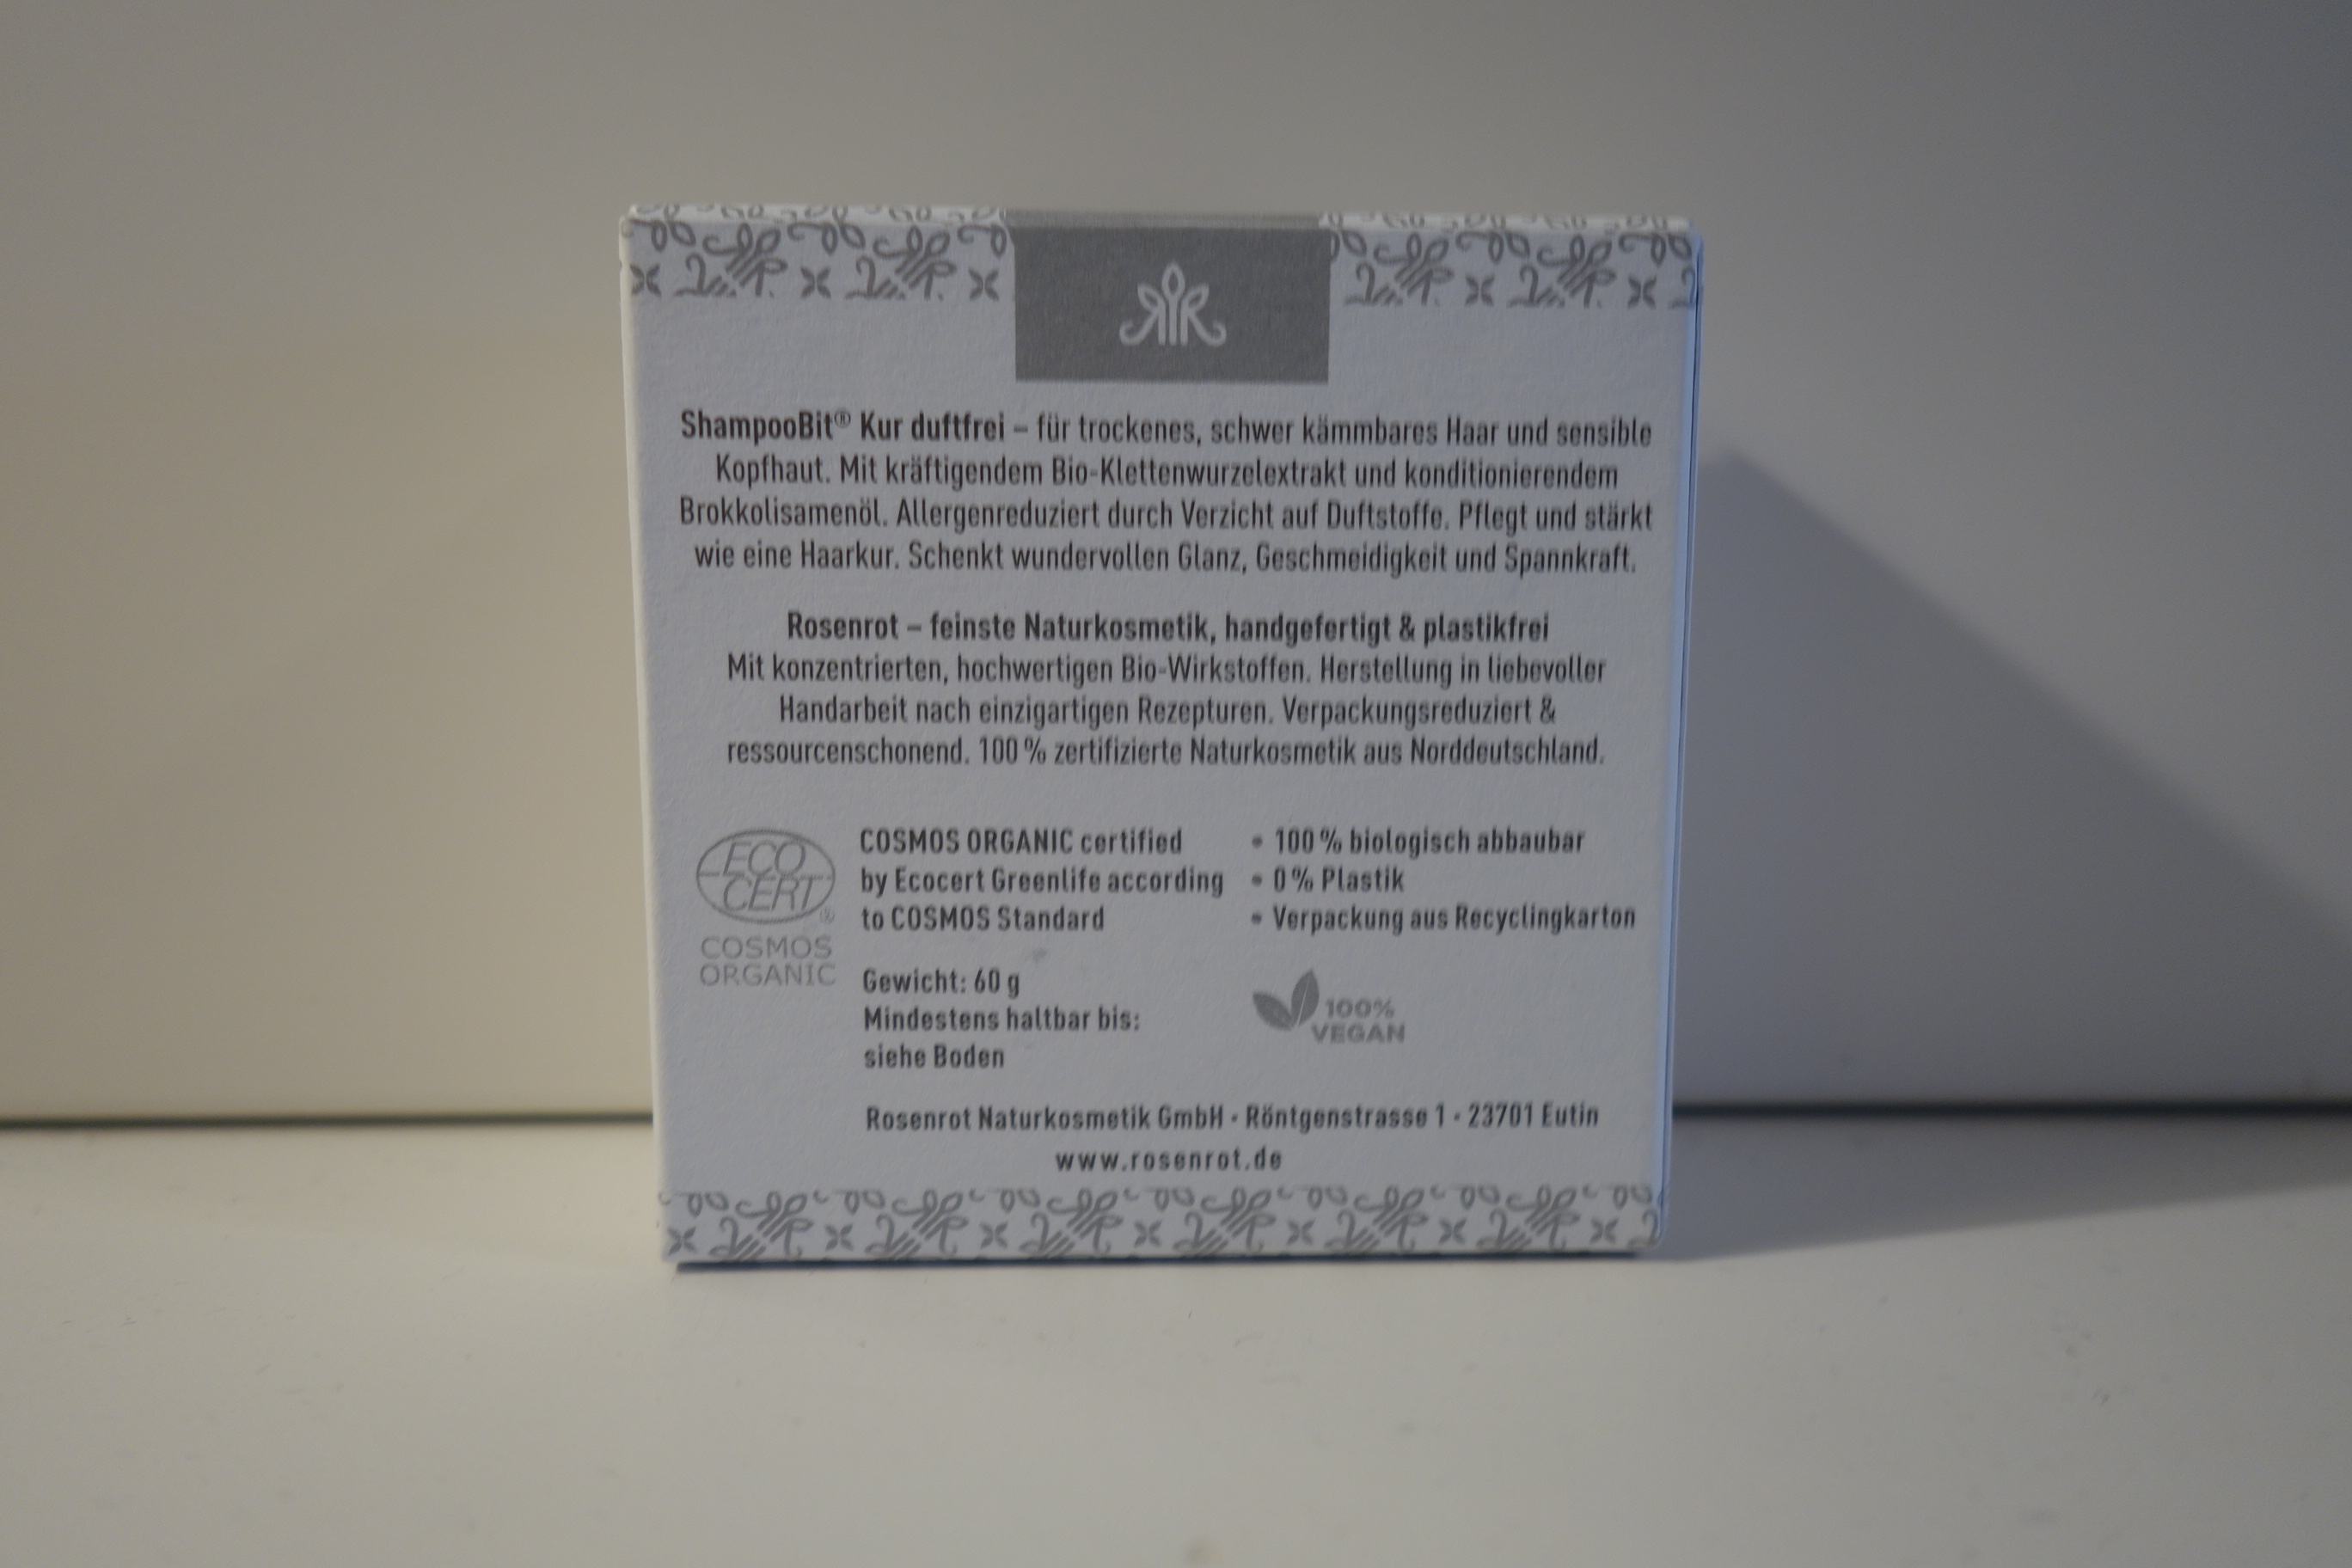 ShampooBit® Kur duftfrei – für trockenes, schwer kämmbares Haar und sensible
Kopfhaut. Mit kräftigendem Bio-Klettenwurzelextrakt und konditionierendem
Brokkolisamenöl. Allergenreduziert durch Verzicht auf Duftstoffe. Pflegt und stärkt
wie eine Haarkur. Schenkt wundervollen Glanz, Geschmeidigkeit und Spannkraft.
Rosenrot – feinste Naturkosmetik, handgefertigt & plastikfrei
Mit konzentrierten, hochwertigen Bio-Wirkstoffen. Herstellung in liebevoller
Handarbeit nach einzigartigen Rezepturen. Verpackungsreduziert &
ressourcenschonend. 100 % zertifizierte Naturkosmetik aus Norddeutschland.
ECO
CERT®
COSMOS
ORGANIC
COSMOS ORGANIC certified
by Ecocert Greenlife according
to COSMOS Standard
Gewicht: 60 g
Mindestens haltbar bis:
siehe Boden
• 100 % biologisch abbaubar
• 0 % Plastik
• Verpackung aus Recyclingkarton
100%
VEGAN
Rosenrot Naturkosmetik GmbH · Röntgenstrasse 1 · 23701 Eutin
www.rosenrot.de